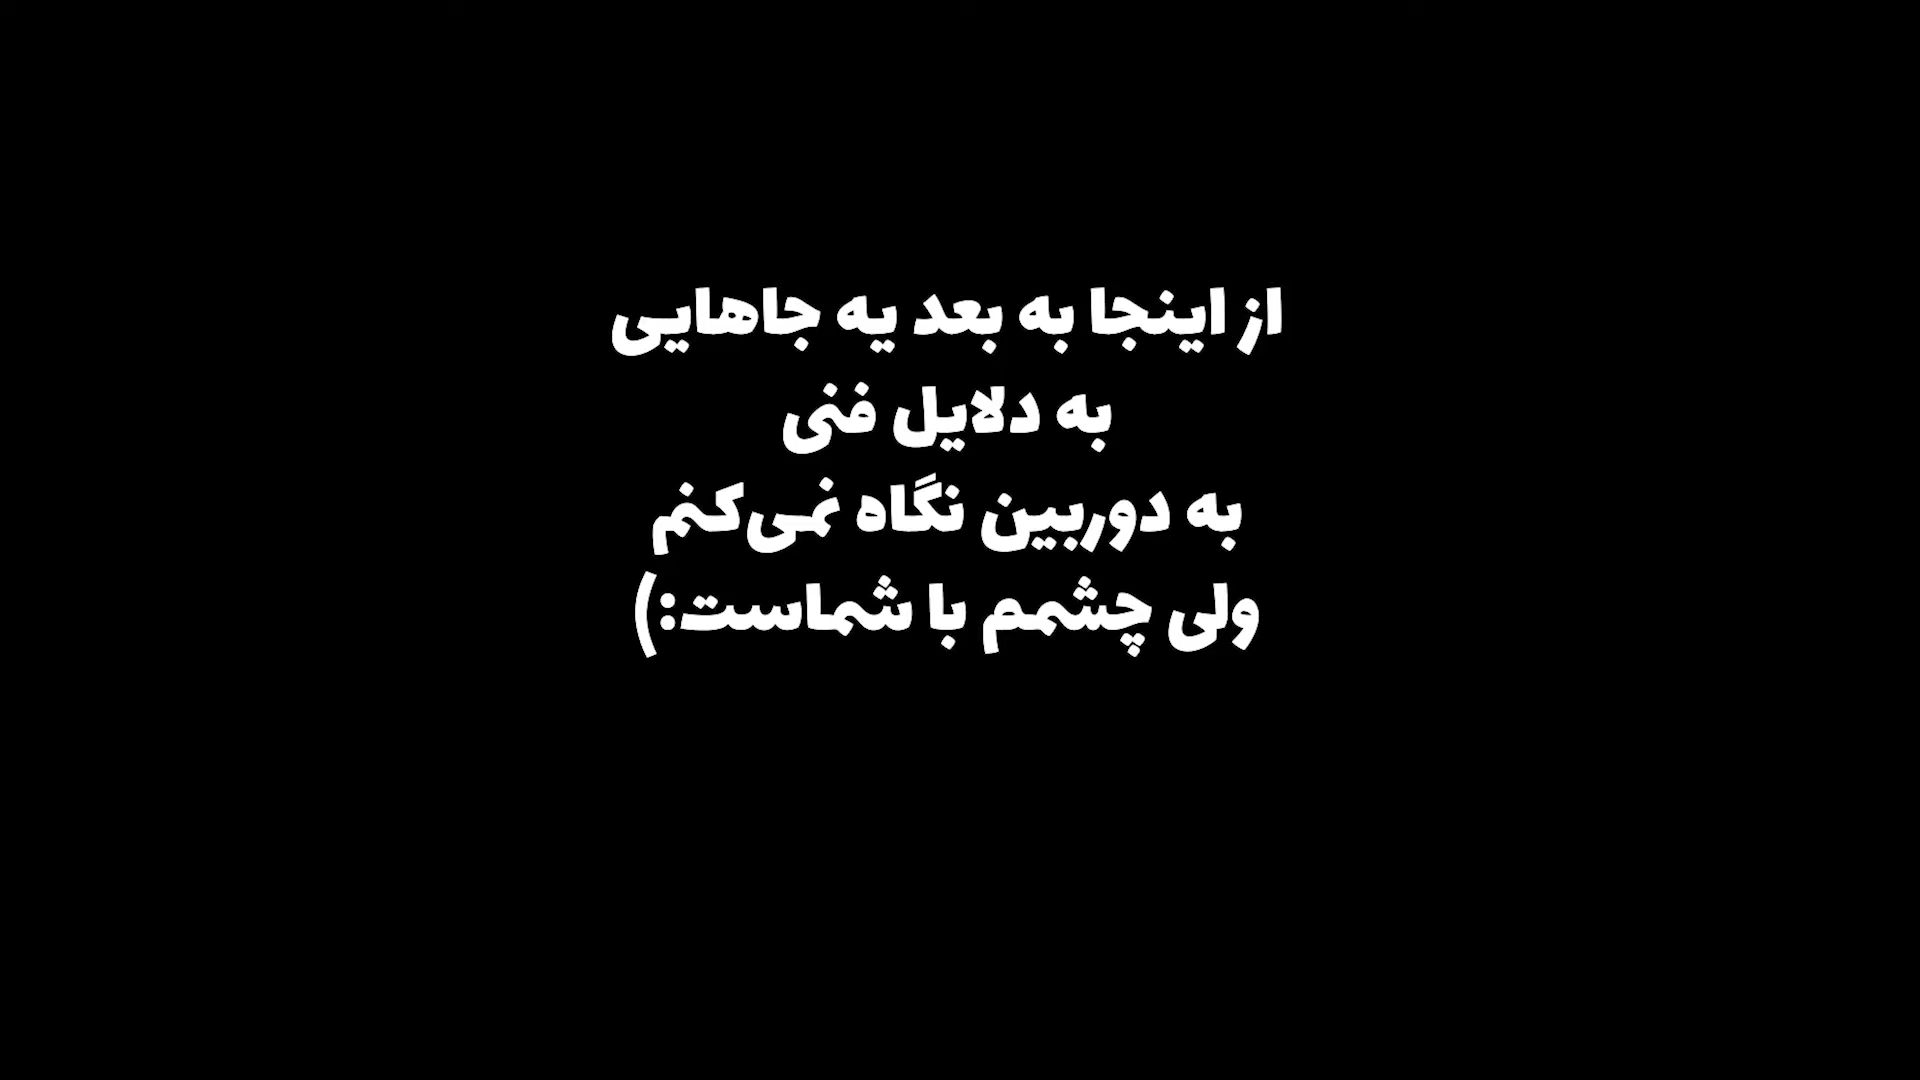 از اینجا به بعد یه جاهایی
به دلایل فنی
به دوربین نگاه نمی‌کنم
ولی چشمم با شماست:)